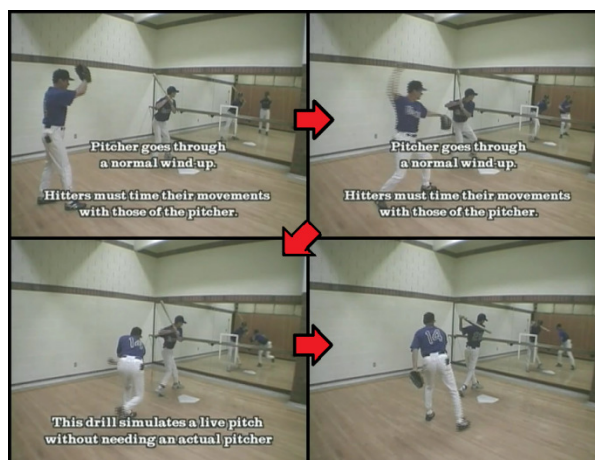 Pitcher goes through
a normal wind up.
Hitters must time their movements
with those of the pitcher.
Pitcher goes through
a normal wind up.
Hitters must time their movements
with those of the pitcher.
This drill simulates a live pitch
without needing an actual pitcher
14
14